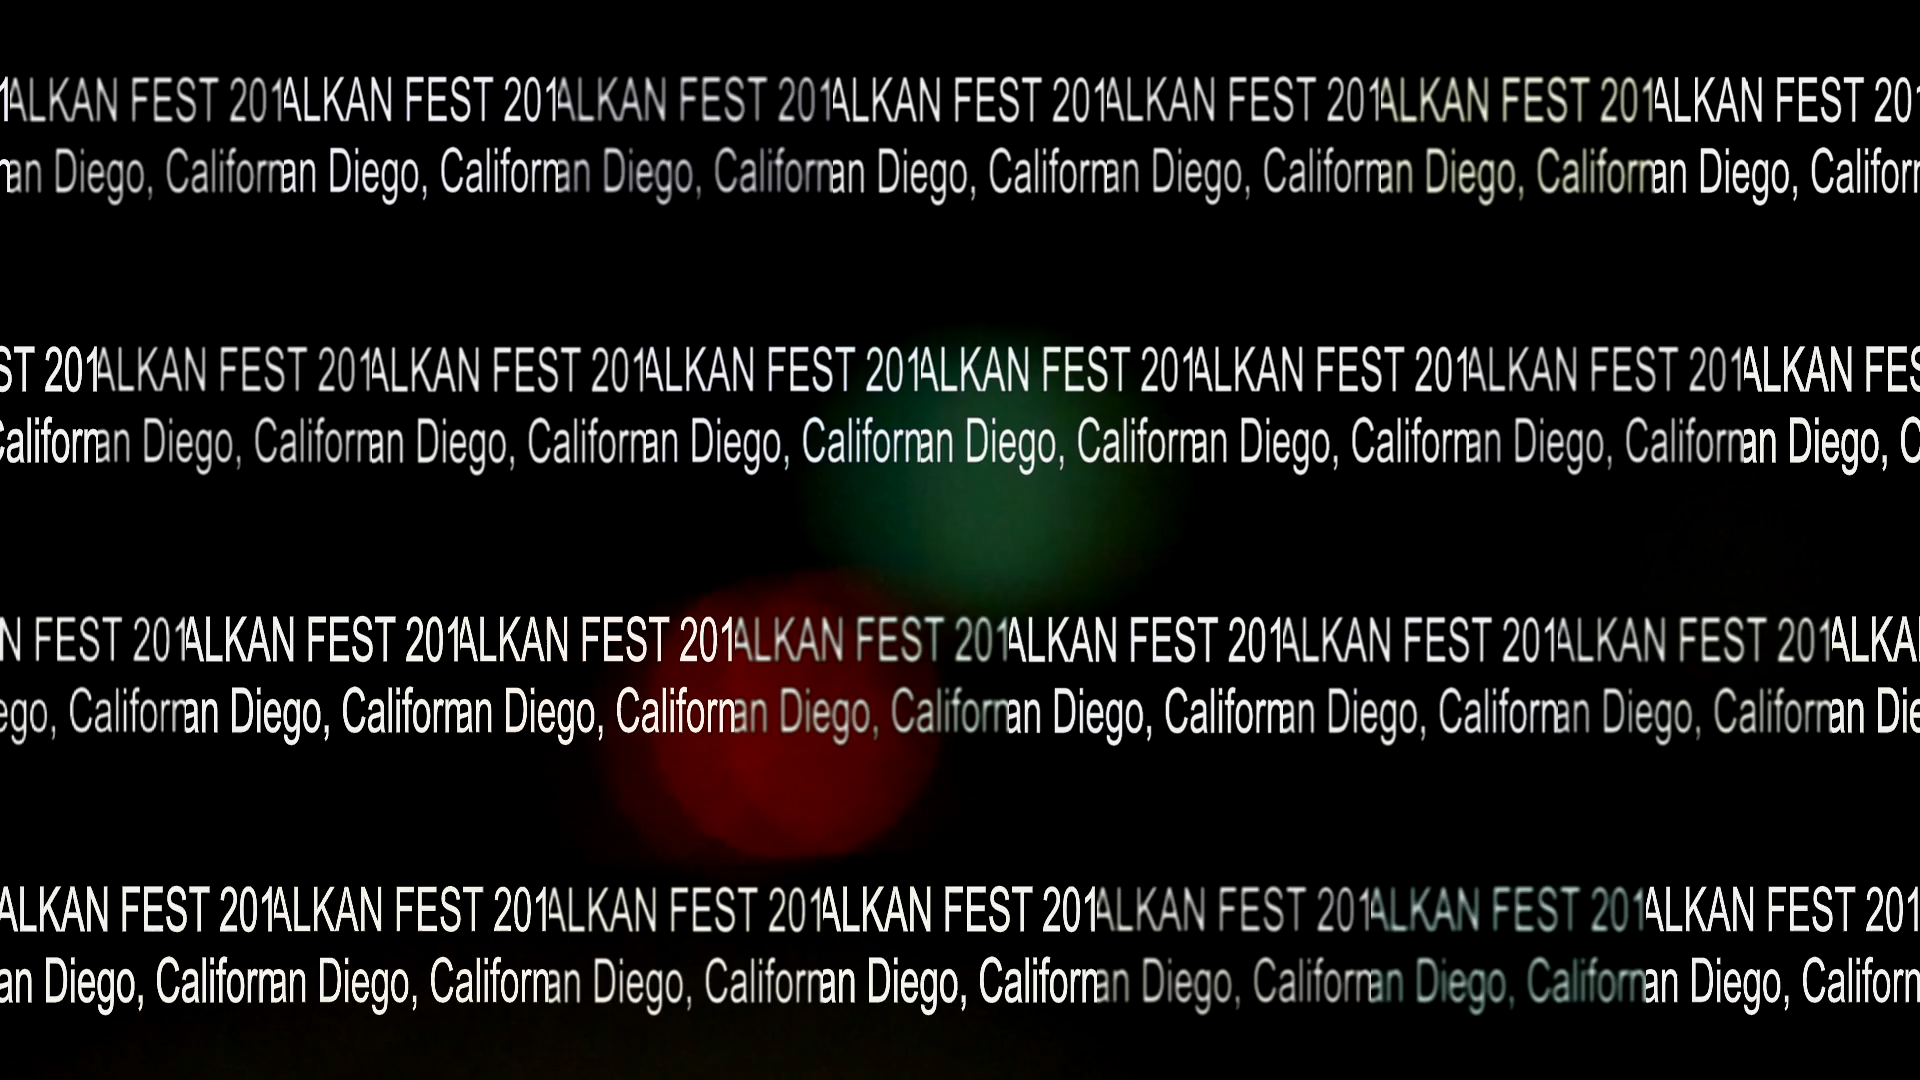 1ALKAN FEST 201ALKAN FEST 201ALKAN FEST 201ALKAN FEST 201ALKAN FEST 201ALKAN FEST 201ALKAN FEST 201
nan Diego, Californan Diego, Californan Diego, Californan Diego, Californan Diego, Californan Diego, Californan Diego, Californ
ST 201ALKAN FEST 201ALKAN FEST 201ALKAN FEST 201ALKAN FEST 201ALKAN FEST 201ALKAN FEST 201ALKAN FES
Californan Diego, Californan Diego, Californan Diego, Californan Diego, Californan Diego, Californan Diego, Californan Diego, C
N FEST 201ALKAN FEST 201ALKAN FEST 201ALKAN FEST 201ALKAN FEST 201ALKAN FEST 201ALKAN FEST 201ALKA
ego, Californan Diego, Californan Diego, Californan Diego, Californan Diego, Californan Diego, Californan Diego, Californan Die
ALKAN FEST 201ALKAN FEST 201ALKAN FEST 201ALKAN FEST 201ALKAN FEST 201ALKAN FEST 201ALKAN FEST 201
an Diego, Californan Diego, Californan Diego, Californan Diego, Californan Diego, Californan Diego, Californan Diego, Californ